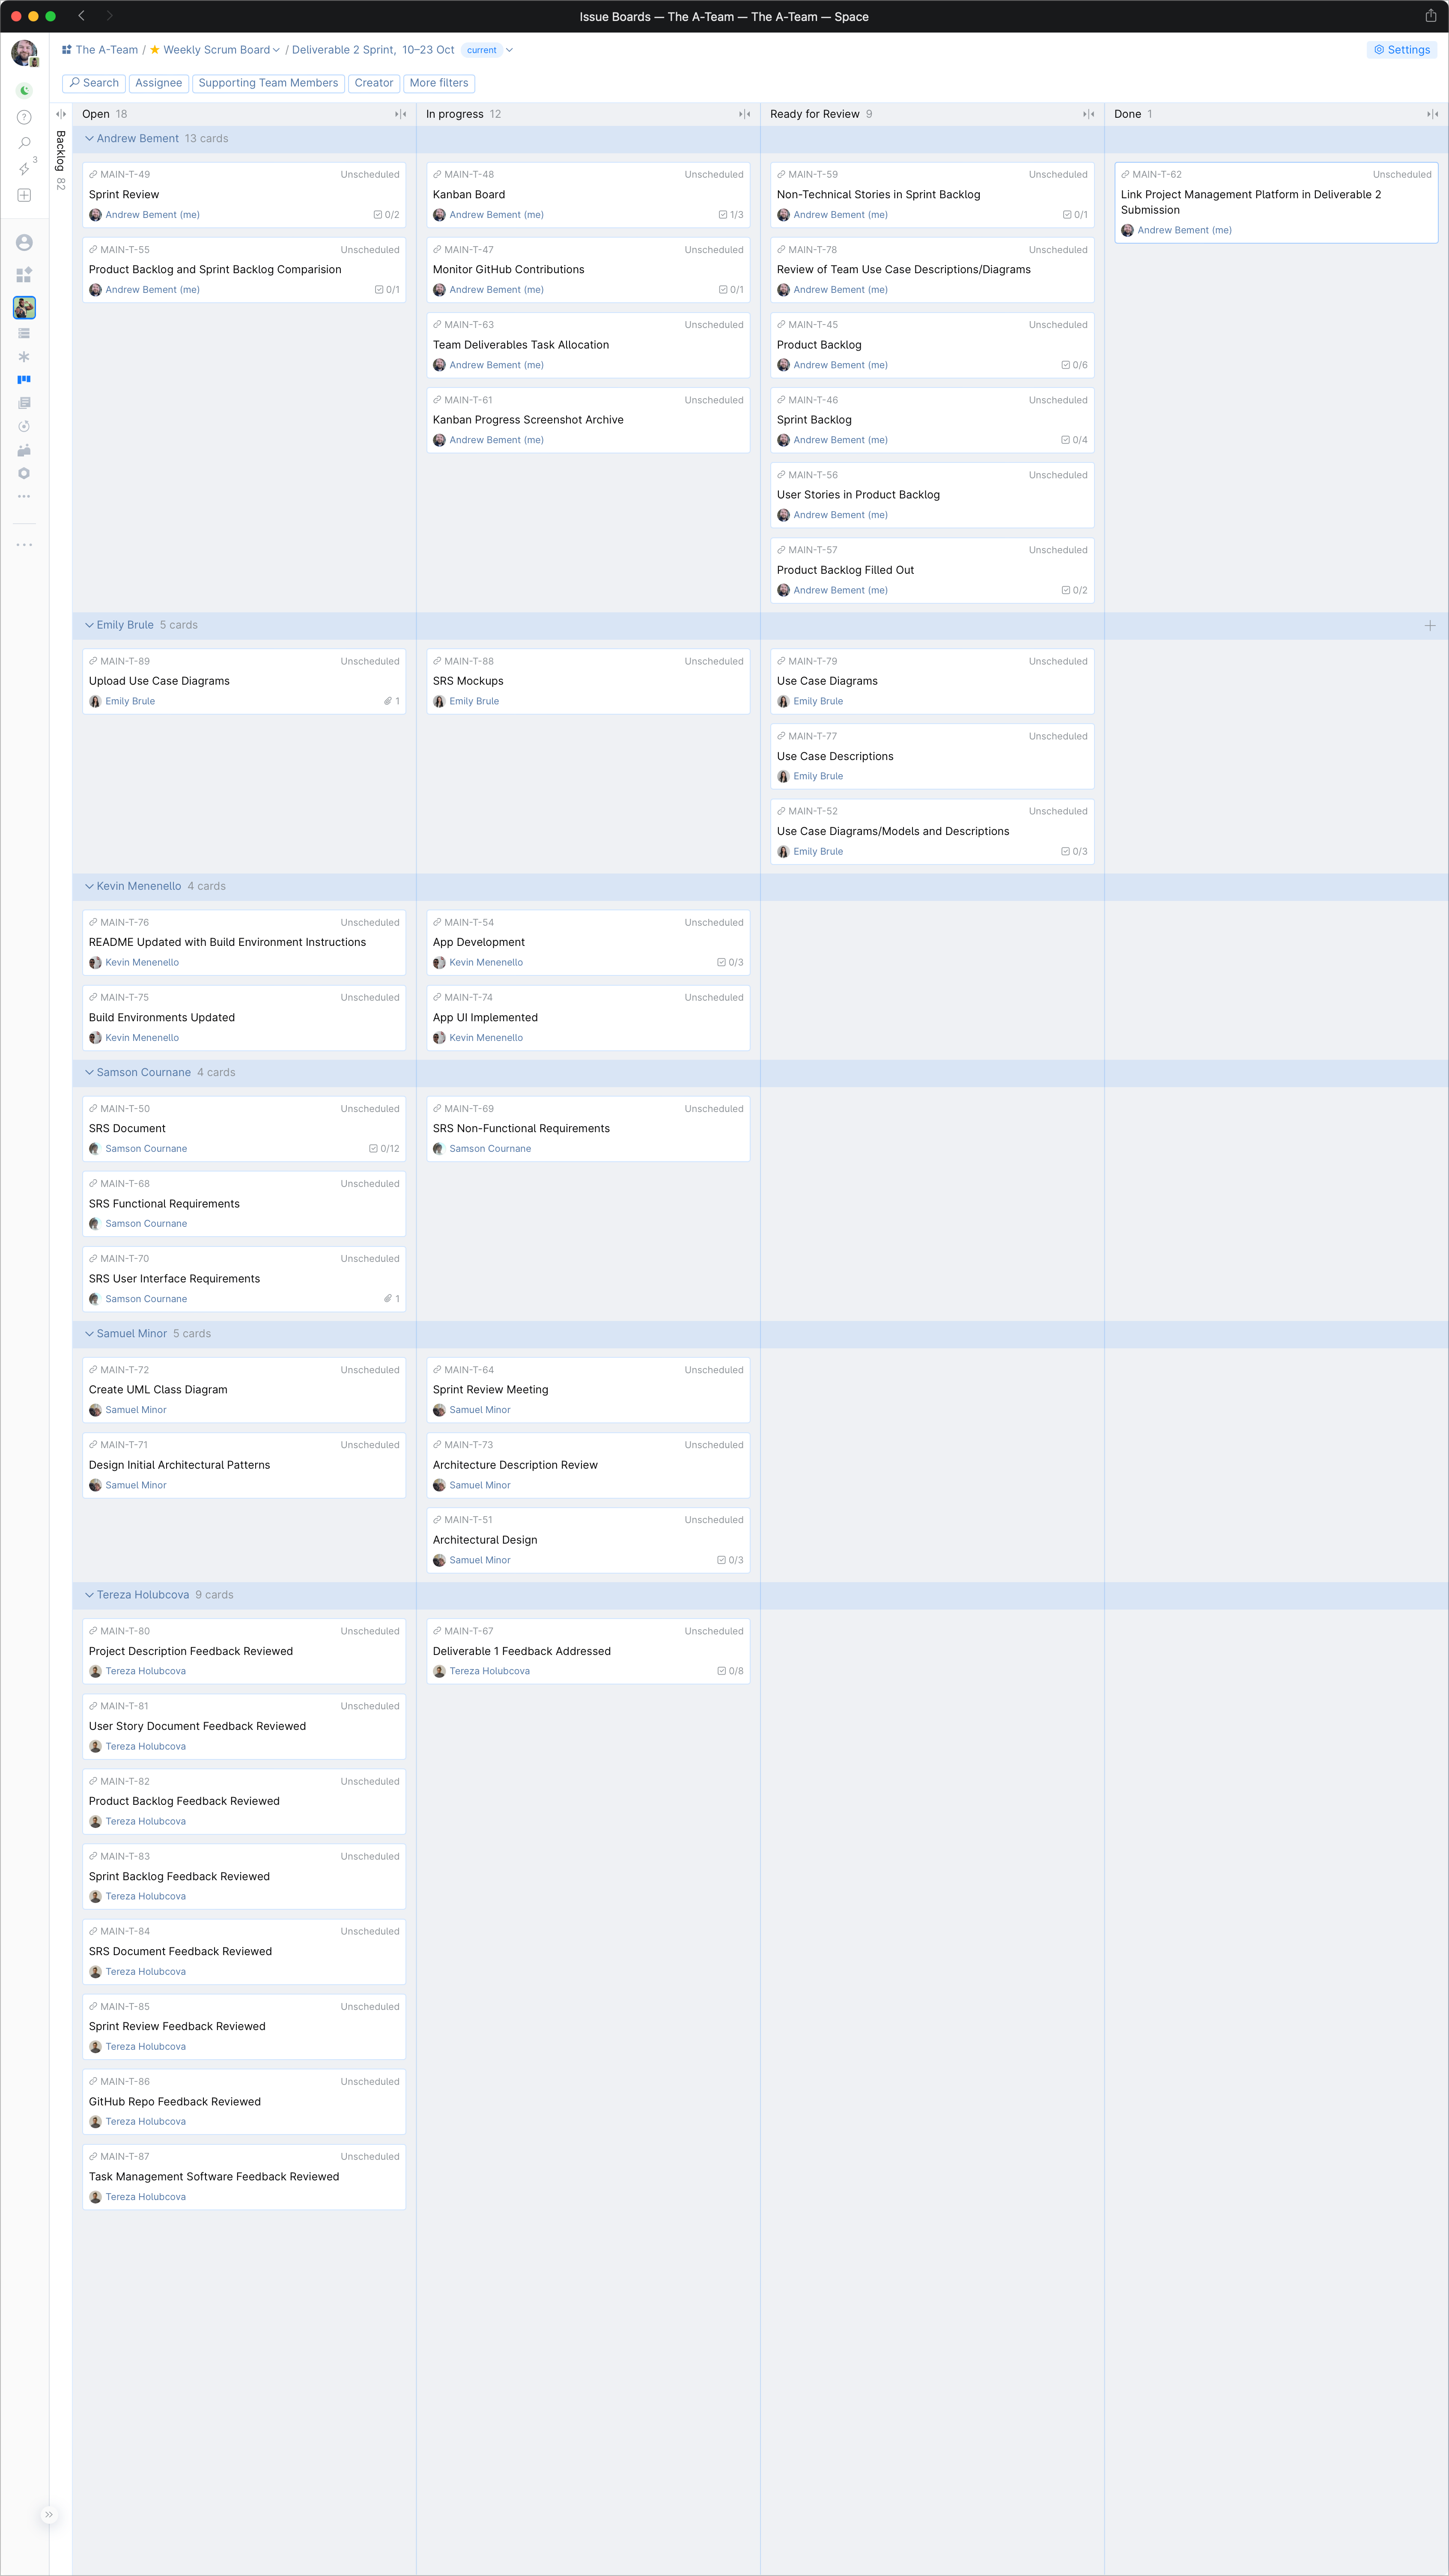 Issue Boards — The A-Team — The A-Team — Space
The A-Team / Weekly Scrum Board / Deliverable 2 Sprint, 10–23 Oct current
Settings
Search Assignee Supporting Team Members Creator More filters
3
Backlog 82
Open 18
In progress 12
Ready for Review 9
Done 1
Andrew Bement 13 cards
MAIN-T-49 Unscheduled
Sprint Review
Andrew Bement (me) 0/2
MAIN-T-55 Unscheduled
Product Backlog and Sprint Backlog Comparision
Andrew Bement (me) 0/1
MAIN-T-48 Unscheduled
Kanban Board
Andrew Bement (me) 1/3
MAIN-T-47 Unscheduled
Monitor GitHub Contributions
Andrew Bement (me) 0/1
MAIN-T-63 Unscheduled
Team Deliverables Task Allocation
Andrew Bement (me)
MAIN-T-61 Unscheduled
Kanban Progress Screenshot Archive
Andrew Bement (me)
MAIN-T-59 Unscheduled
Non-Technical Stories in Sprint Backlog
Andrew Bement (me) 0/1
MAIN-T-78 Unscheduled
Review of Team Use Case Descriptions/Diagrams
Andrew Bement (me)
MAIN-T-45 Unscheduled
Product Backlog
Andrew Bement (me) 0/6
MAIN-T-46 Unscheduled
Sprint Backlog
Andrew Bement (me) 0/4
MAIN-T-56 Unscheduled
User Stories in Product Backlog
Andrew Bement (me)
MAIN-T-57 Unscheduled
Product Backlog Filled Out
Andrew Bement (me) 0/2
MAIN-T-62 Unscheduled
Link Project Management Platform in Deliverable 2
Submission
Andrew Bement (me)
Emily Brule 5 cards
MAIN-T-89 Unscheduled
Upload Use Case Diagrams
Emily Brule 1
MAIN-T-88 Unscheduled
SRS Mockups
Emily Brule
MAIN-T-79 Unscheduled
Use Case Diagrams
Emily Brule
MAIN-T-77 Unscheduled
Use Case Descriptions
Emily Brule
MAIN-T-52 Unscheduled
Use Case Diagrams/Models and Descriptions
Emily Brule 0/3
Kevin Menenello 4 cards
MAIN-T-76 Unscheduled
README Updated with Build Environment Instructions
Kevin Menenello
MAIN-T-75 Unscheduled
Build Environments Updated
Kevin Menenello
MAIN-T-54 Unscheduled
App Development
Kevin Menenello 0/3
MAIN-T-74 Unscheduled
App UI Implemented
Kevin Menenello
Samson Cournane 4 cards
MAIN-T-50 Unscheduled
SRS Document
Samson Cournane 0/12
MAIN-T-68 Unscheduled
SRS Functional Requirements
Samson Cournane
MAIN-T-70 Unscheduled
SRS User Interface Requirements
Samson Cournane 1
MAIN-T-69 Unscheduled
SRS Non-Functional Requirements
Samson Cournane
Samuel Minor 5 cards
MAIN-T-72 Unscheduled
Create UML Class Diagram
Samuel Minor
MAIN-T-71 Unscheduled
Design Initial Architectural Patterns
Samuel Minor
MAIN-T-64 Unscheduled
Sprint Review Meeting
Samuel Minor
MAIN-T-73 Unscheduled
Architecture Description Review
Samuel Minor
MAIN-T-51 Unscheduled
Architectural Design
Samuel Minor 0/3
Tereza Holubcova 9 cards
MAIN-T-80 Unscheduled
Project Description Feedback Reviewed
Tereza Holubcova
MAIN-T-81 Unscheduled
User Story Document Feedback Reviewed
Tereza Holubcova
MAIN-T-82 Unscheduled
Product Backlog Feedback Reviewed
Tereza Holubcova
MAIN-T-83 Unscheduled
Sprint Backlog Feedback Reviewed
Tereza Holubcova
MAIN-T-84 Unscheduled
SRS Document Feedback Reviewed
Tereza Holubcova
MAIN-T-85 Unscheduled
Sprint Review Feedback Reviewed
Tereza Holubcova
MAIN-T-86 Unscheduled
GitHub Repo Feedback Reviewed
Tereza Holubcova
MAIN-T-87 Unscheduled
Task Management Software Feedback Reviewed
Tereza Holubcova
MAIN-T-67 Unscheduled
Deliverable 1 Feedback Addressed
Tereza Holubcova 0/8